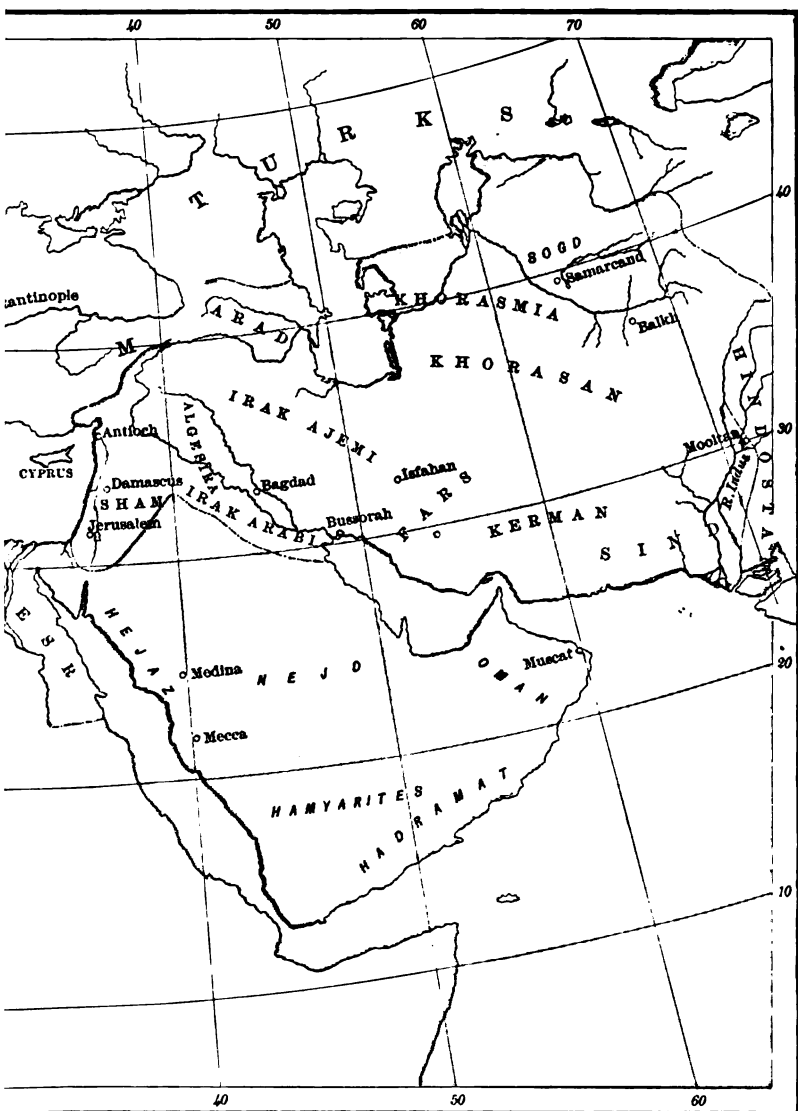 40 50 60 70
TURKS
40
SOGD
Samarcand
antinople
KHORASMIA
ARAD
Balkh
M
KHORASAN
HINDOSTA
IRAK AJEMI
ALGESIRA
30
Antioch
Mooltan
CYPRUS
Isfahan
Damascus
Bagdad
R. Indus
SHAM
IRAK ARABI
FARS
Jerusalem
Bussorah
KERMAN
SIND
HEJAZ
Muscat
20
Medina
NEJD
OMAN
Mecca
HAMYARITES
HADRAMAT
10
40 50 60